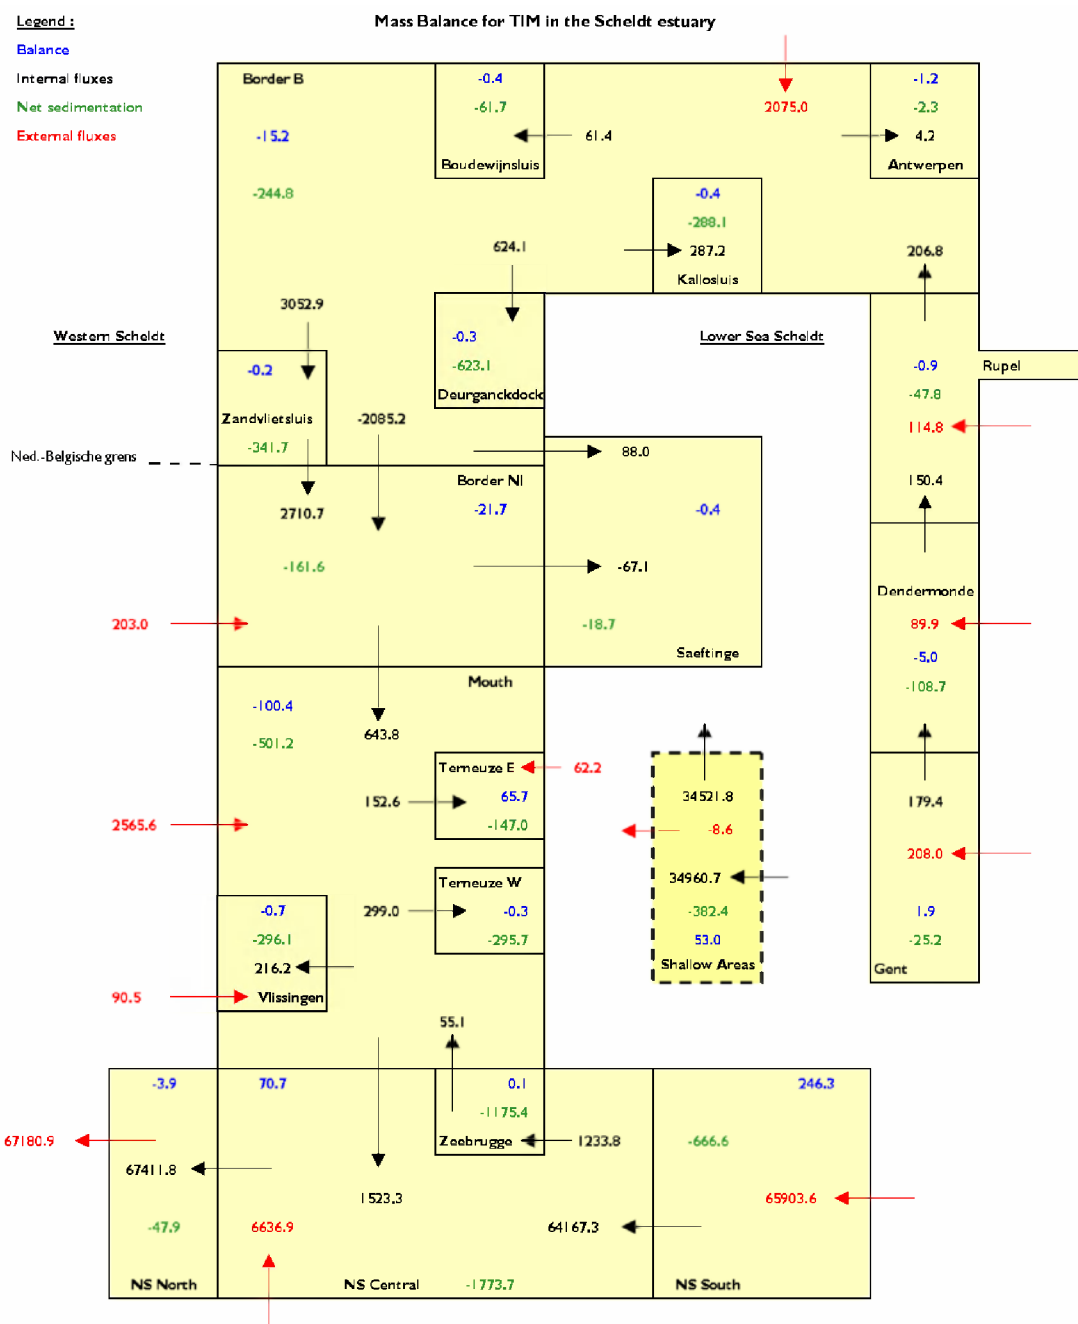 Legend :
Mass Balance for TIM in the Scheldt estuary
Balance
Internal fluxes
Net sedimentation
External fluxes
Border B
-0.4
-1.2
-61.7
2075.0
-2.3
-15.2
61.4
4.2
Boudewijnsluis
Antwerpen
-244.8
-0.4
-288.1
624.1
287.2
206.8
Kallosluis
3052.9
Western Scheldt
-0.3
Lower Sea Scheldt
-0.2
-623.1
-0.9
Rupel
Deurganckdock
-47.8
Zandvlietsluis
-2085.2
114.8
-341.7
88.0
Ned.-Belgische grens
Border Nl
150.4
2710.7
-21.7
-0.4
-161.6
-67.1
Dendermonde
203.0
-18.7
89.9
Saeftinge
-5.0
Mouth
-108.7
-100.4
-501.2
643.8
Terneuze E
62.2
152.6
65.7
34521.8
179.4
2565.6
-147.0
-8.6
208.0
Terneuze W
34960.7
-0.7
299.0
-0.3
-382.4
1.9
-296.1
-295.7
53.0
-25.2
216.2
Shallow Areas
Gent
90.5
Vlissingen
55.1
-3.9
70.7
0.1
246.3
-1175.4
67180.9
Zeebrugge
1233.8
-666.6
67411.8
1523.3
65903.6
-47.9
6636.9
64167.3
NS North
NS Central
-1773.7
NS South